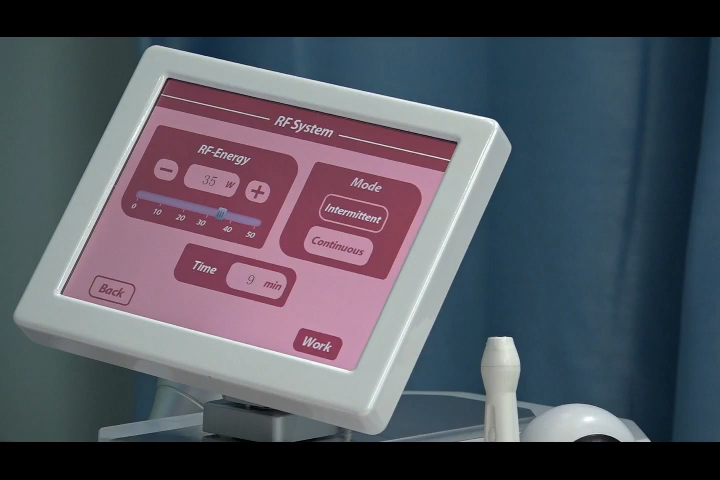 RF System
RF-Energy
35 W
0 10 20 30 40 50
Mode
Intermittent
Continuous
Time
9 min
Back
Work